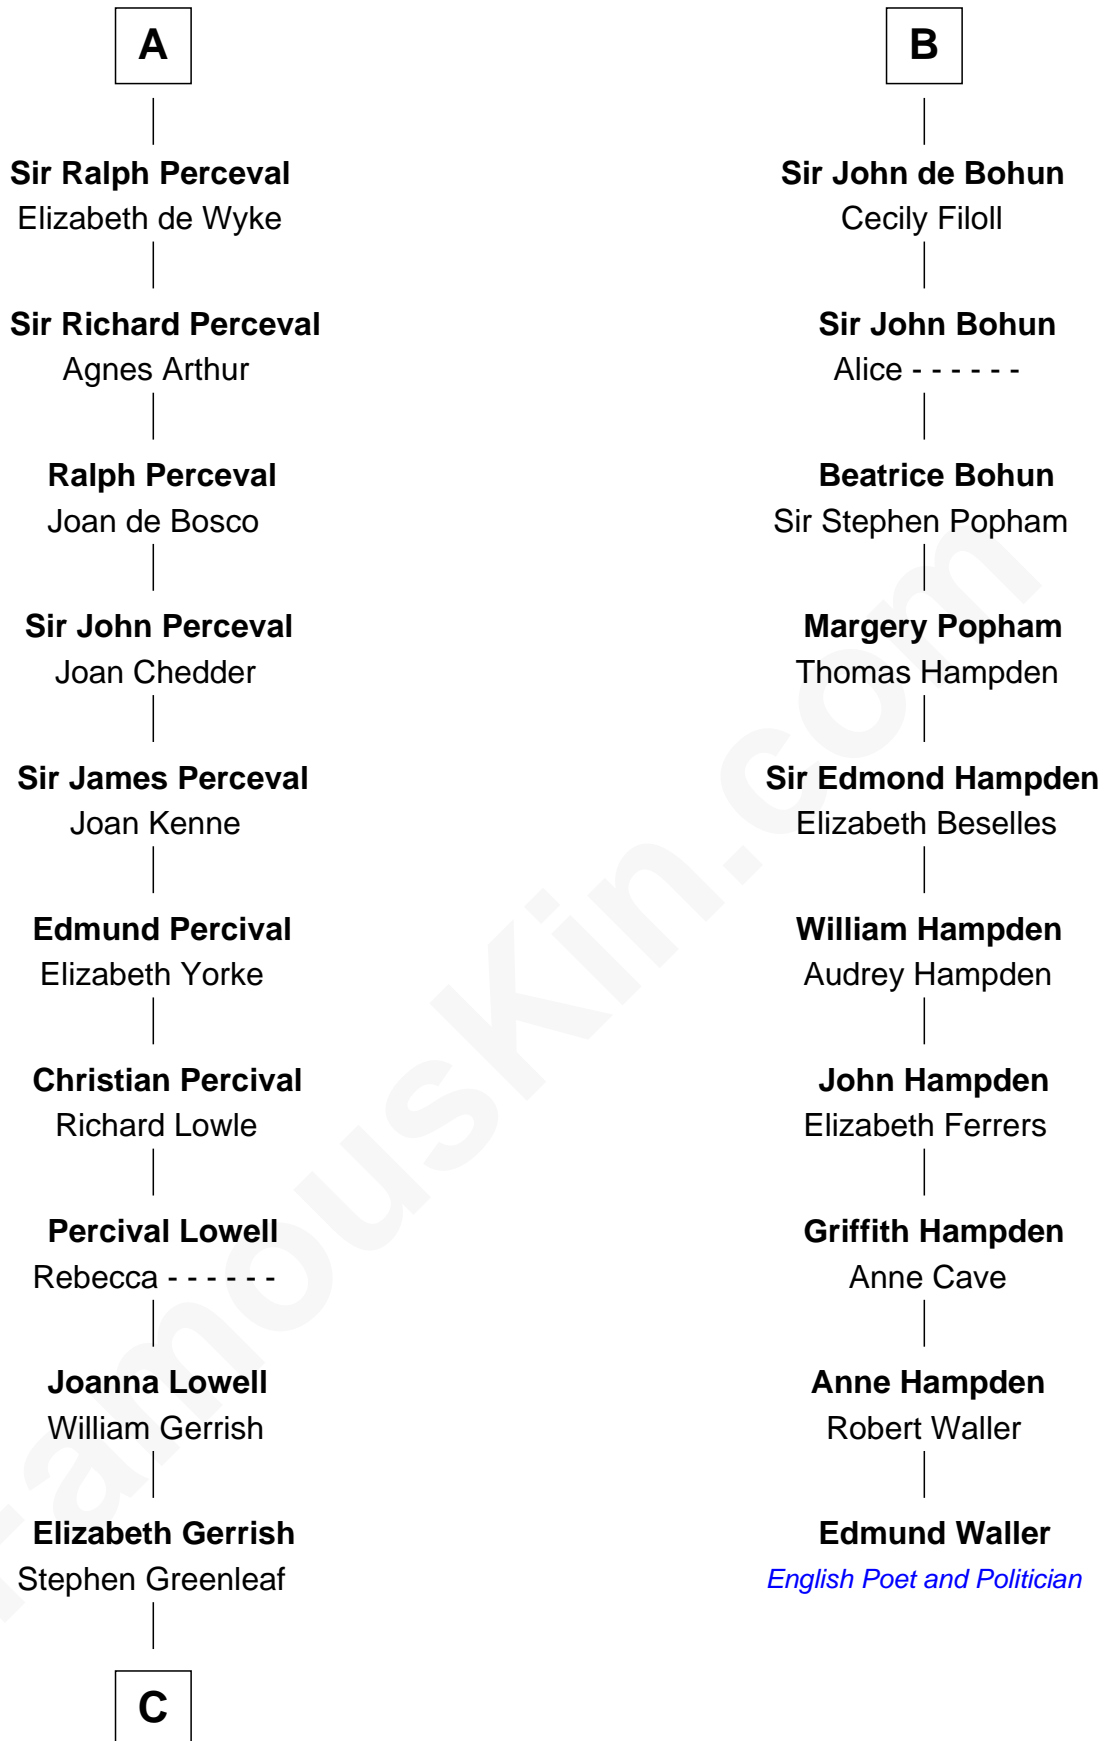 A
Sir Ralph Perceval
Elizabeth de Wyke
Sir Richard Perceval
Agnes Arthur
Ralph Perceval
Joan de Bosco
Sir John Perceval
Joan Chedder
Sir James Perceval
Joan Kenne
Edmund Percival
Elizabeth Yorke
Christian Percival
Richard Lowle
Percival Lowell
Rebecca - - - - - -
Joanna Lowell
William Gerrish
Elizabeth Gerrish
Stephen Greenleaf
C
B
Sir John de Bohun
Cecily Filoll
Sir John Bohun
Alice - - - - - -
Beatrice Bohun
Sir Stephen Popham
Margery Popham
Thomas Hampden
Sir Edmond Hampden
Elizabeth Beselles
William Hampden
Audrey Hampden
John Hampden
Elizabeth Ferrers
Griffith Hampden
Anne Cave
Anne Hampden
Robert Waller
Edmund Waller
English Poet and Politician
FamousKin.com